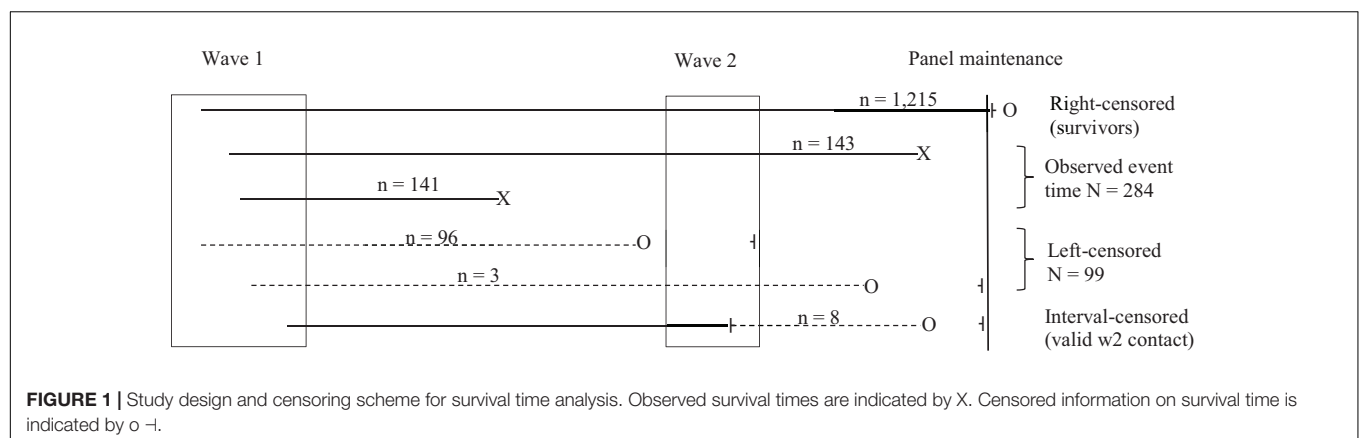 Wave 1
Wave 2
Panel maintenance
n = 1,215
O
Right-censored
(survivors)
n = 143
X
Observed event
time N = 284
n = 141
X
n = 96
O
Left-censored
N = 99
n = 3
O
n = 8
O
Interval-censored
(valid w2 contact)
FIGURE 1 | Study design and censoring scheme for survival time analysis. Observed survival times are indicated by X. Censored information on survival time is
indicated by o ⊣.